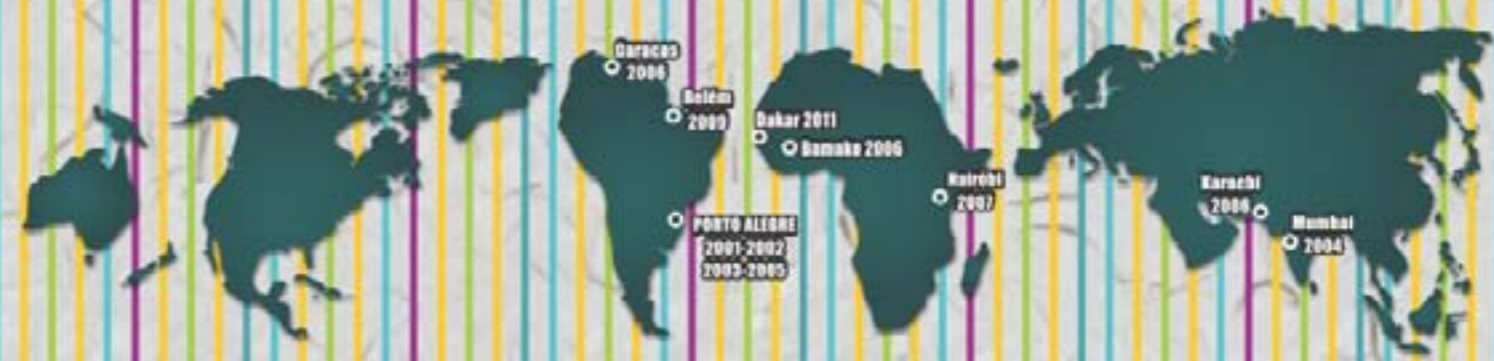 Caracas
2006
Belém
2009
Dakar 2011
Bamako 2006
Nairóbi
2007
PORTO ALEGRE
2001-2002
2003-2005
Karachi
2006
Mumbai
2004